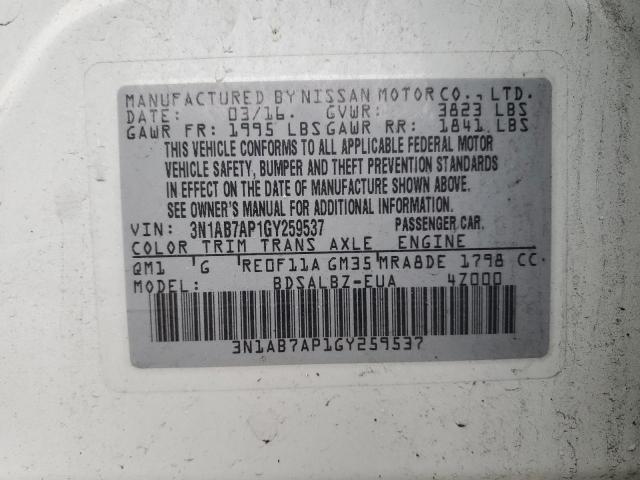 MANUFACTURED BY NISSAN MOTOR CO., LTD.
DATE: 03/16. GVWR: 3823 LBS
GAWR FR: 1995 LBS GAWR RR: 1841 LBS
THIS VEHICLE CONFORMS TO ALL APPLICABLE FEDERAL MOTOR
VEHICLE SAFETY, BUMPER AND THEFT PREVENTION STANDARDS
IN EFFECT ON THE DATE OF MANUFACTURE SHOWN ABOVE.
SEE OWNER'S MANUAL FOR ADDITIONAL INFORMATION.
VIN: 3N1AB7AP1GY259537 PASSENGER CAR.
COLOR TRIM TRANS AXLE ENGINE
QM1 G RE0F11A GM35 MRA8DE 1798 CC
MODEL: BDSALBZ-EUA 4Z000
3N1AB7AP1GY259537